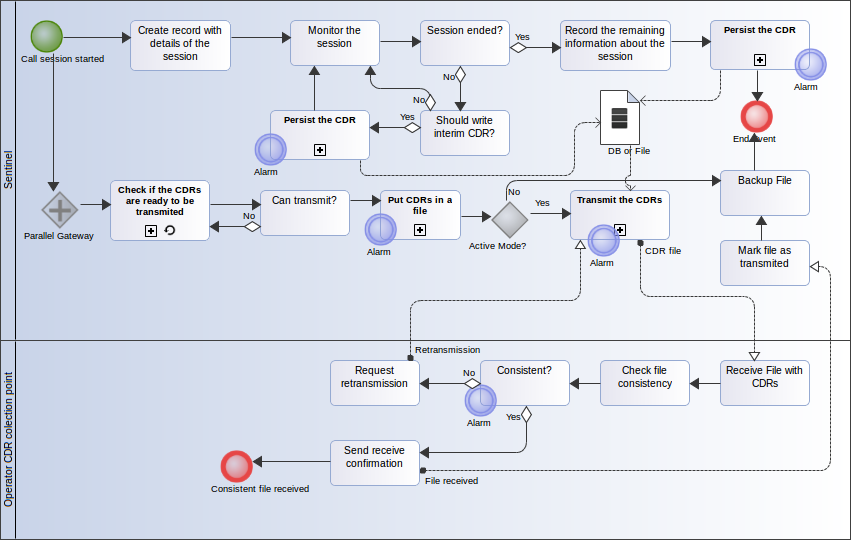 Sentinel
Call session started
Create record with
details of the
session
Monitor the
session
Session ended?
Yes
No
Record the remaining
information about the
session
Persist the CDR
Alarm
End Event
Should write
interim CDR?
No
Yes
Persist the CDR
Alarm
DB or File
Parallel Gateway
Check if the CDRs
are ready to be
transmited
Can transmit?
No
Put CDRs in a
file
Alarm
Active Mode?
No
Yes
Transmit the CDRs
Alarm
CDR file
Backup File
Mark file as
transmited
Operator CDR colection point
Retransmission
Request
retransmission
No
Consistent?
Alarm
Yes
Check file
consistency
Receive File with
CDRs
Send receive
confirmation
File received
Consistent file received